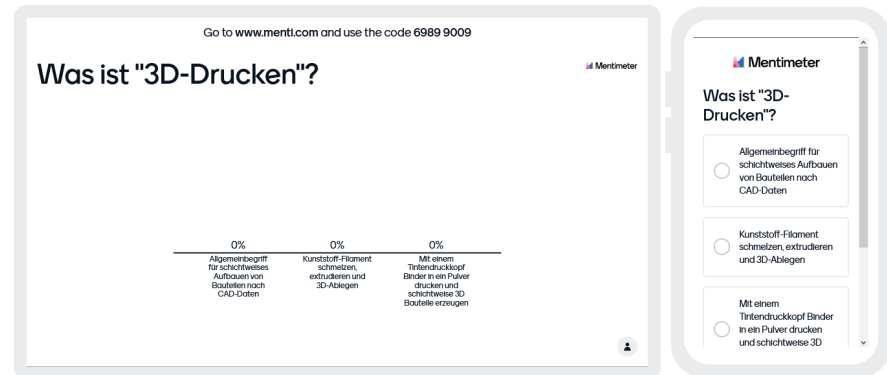 Go to www.menti.com and use the code 6989 9009
Was ist "3D-Drucken"?
Mentimeter
0%
0%
0%
Allgemeinbegriff
für schichtweises
Aufbauen von
Bauteilen nach
CAD-Daten
Kunststoff-Filament
schmelzen,
extrudieren und
3D-Ablegen
Mit einem
Tintendruckkopf
Binder in ein Pulver
drucken und
schichtweise 3D
Bauteile erzeugen
Mentimeter
Was ist "3D-
Drucken"?
Allgemeinbegriff für
schichtweises Aufbauen
von Bauteilen nach
CAD-Daten
Kunststoff-Filament
schmelzen, extrudieren
und 3D-Ablegen
Mit einem
Tintendruckkopf Binder
in ein Pulver drucken
und schichtweise 3D